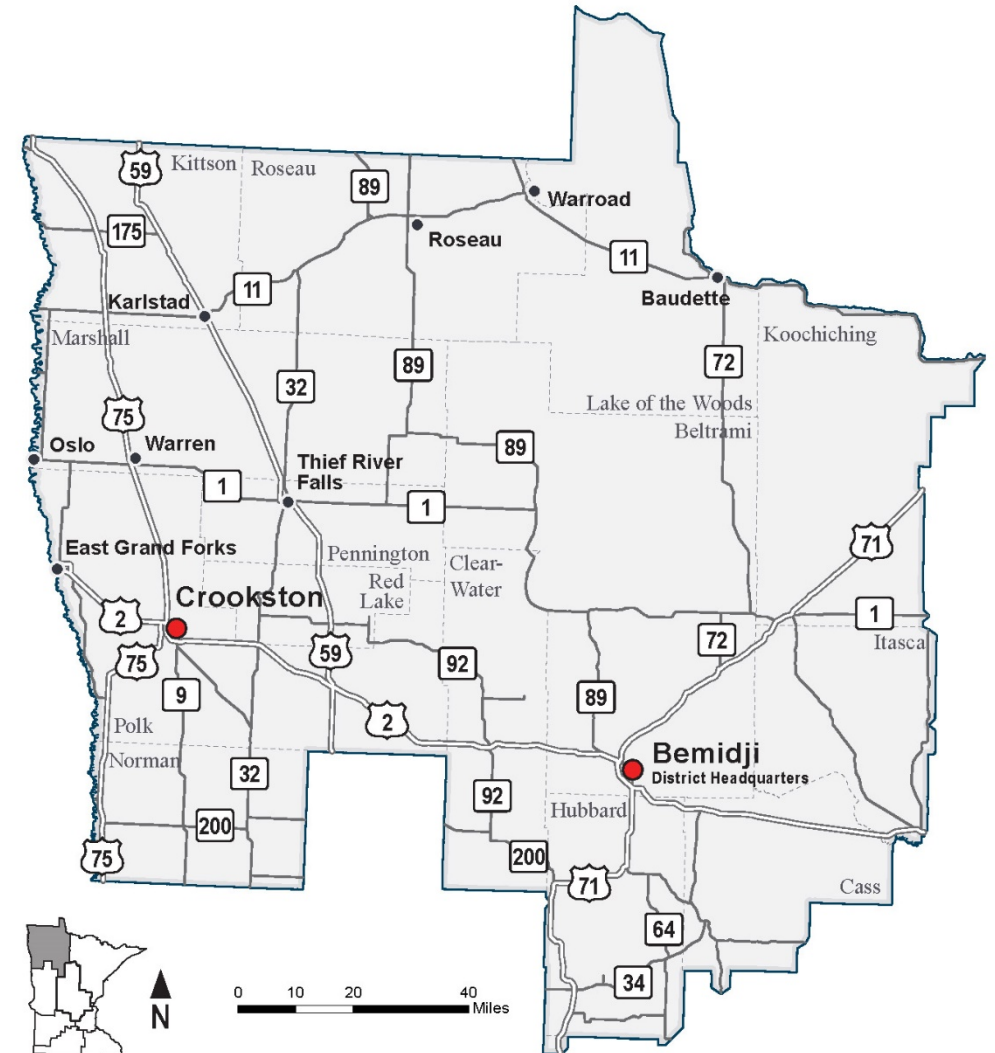 59
Kittson
Roseau
89
Warroad
175
Roseau
11
11
Karlstad
Baudette
Marshall
Koochiching
89
72
32
75
Lake of the Woods
Beltrami
Oslo
Warren
89
Thief River
Falls
1
1
71
East Grand Forks
Pennington
Clear-
Water
Red
Lake
Crookston
2
1
72
Itasca
75
59
92
9
89
2
Polk
Norman
Bemidji
District Headquarters
32
92
Hubbard
200
75
200
71
Cass
64
34
N
0 10 20 40
Miles